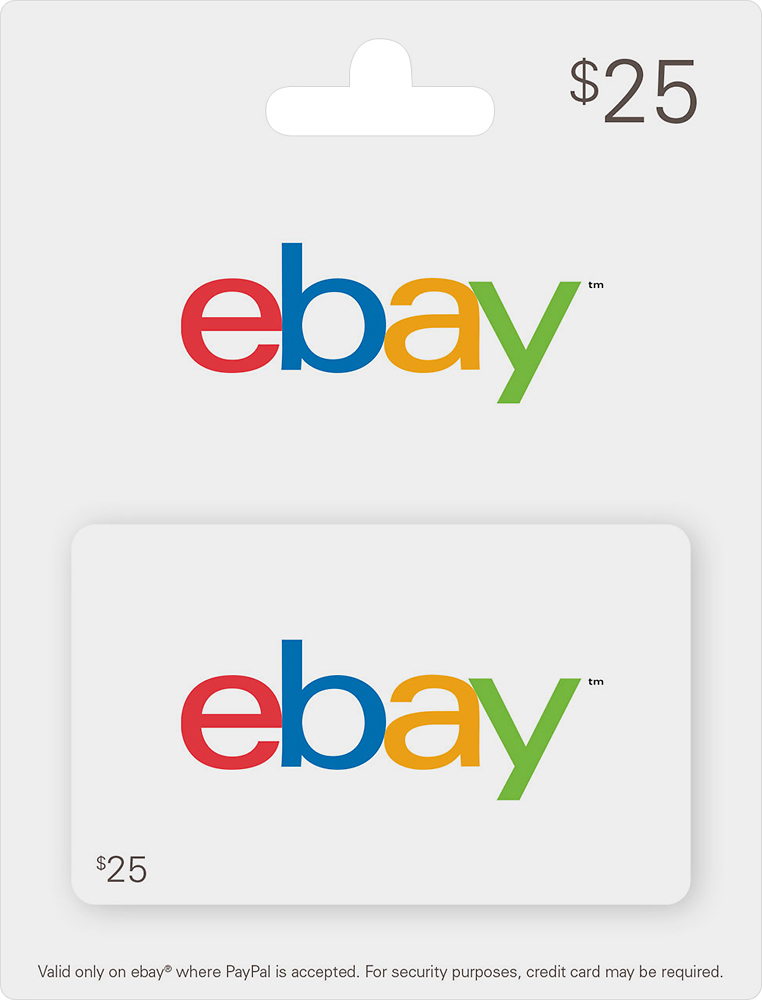 $25
ebay™
ebay™
$25
Valid only on ebay® where PayPal is accepted. For security purposes, credit card may be required.